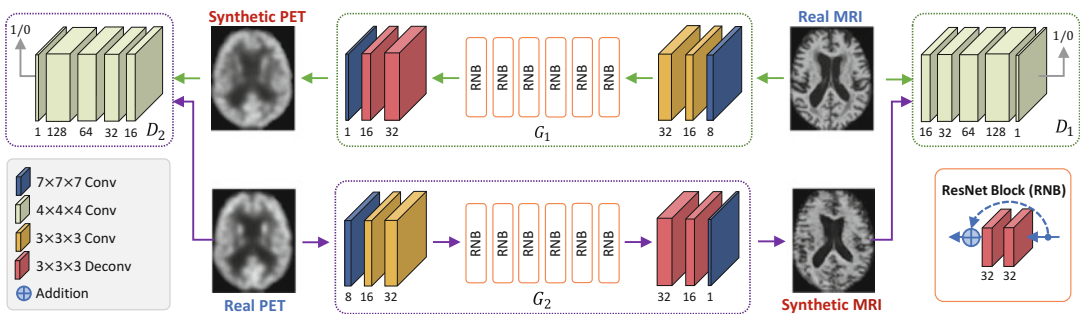 Synthetic PET
Real MRI
1/0
1/0
RNB RNB RNB RNB RNB RNB
1 128 64 32 16 D₂
1 16 32
G₁
32 16 8
16 32 64 128 1 D₁
7×7×7 Conv
4×4×4 Conv
3×3×3 Conv
3×3×3 Deconv
Addition
RNB RNB RNB RNB RNB RNB
8 16 32
G₂
32 16 1
Real PET
Synthetic MRI
ResNet Block (RNB)
32 32